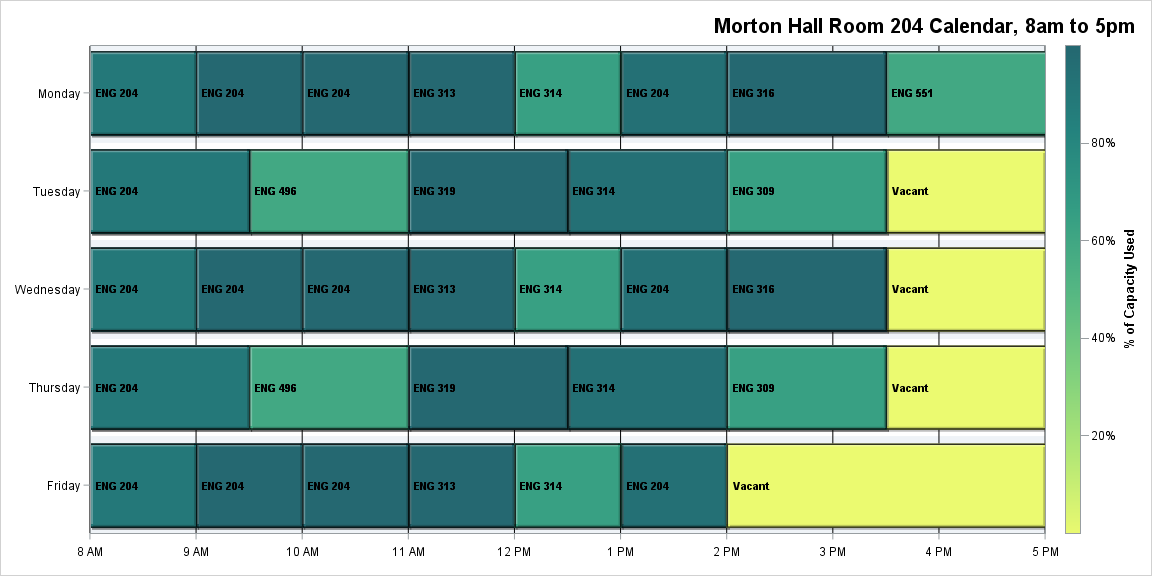 Morton Hall Room 204 Calendar, 8am to 5pm
Monday ENG 204 ENG 204 ENG 204 ENG 313 ENG 314 ENG 204 ENG 316 ENG 551
Tuesday ENG 204 ENG 496 ENG 319 ENG 314 ENG 309 Vacant
Wednesday ENG 204 ENG 204 ENG 204 ENG 313 ENG 314 ENG 204 ENG 316 Vacant
Thursday ENG 204 ENG 496 ENG 319 ENG 314 ENG 309 Vacant
Friday ENG 204 ENG 204 ENG 204 ENG 313 ENG 314 ENG 204 Vacant
8 AM 9 AM 10 AM 11 AM 12 PM 1 PM 2 PM 3 PM 4 PM 5 PM
80%
60%
40%
20%
% of Capacity Used